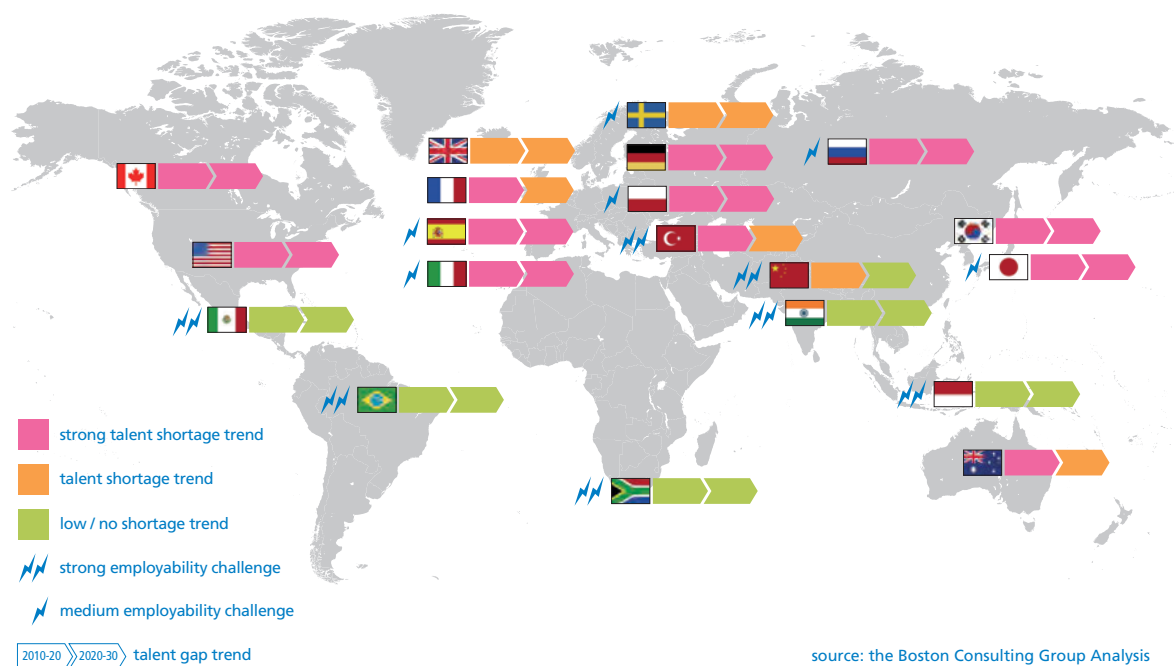 strong talent shortage trend
talent shortage trend
low / no shortage trend
strong employability challenge
medium employability challenge
2010-20 2020-30 talent gap trend
source: the Boston Consulting Group Analysis